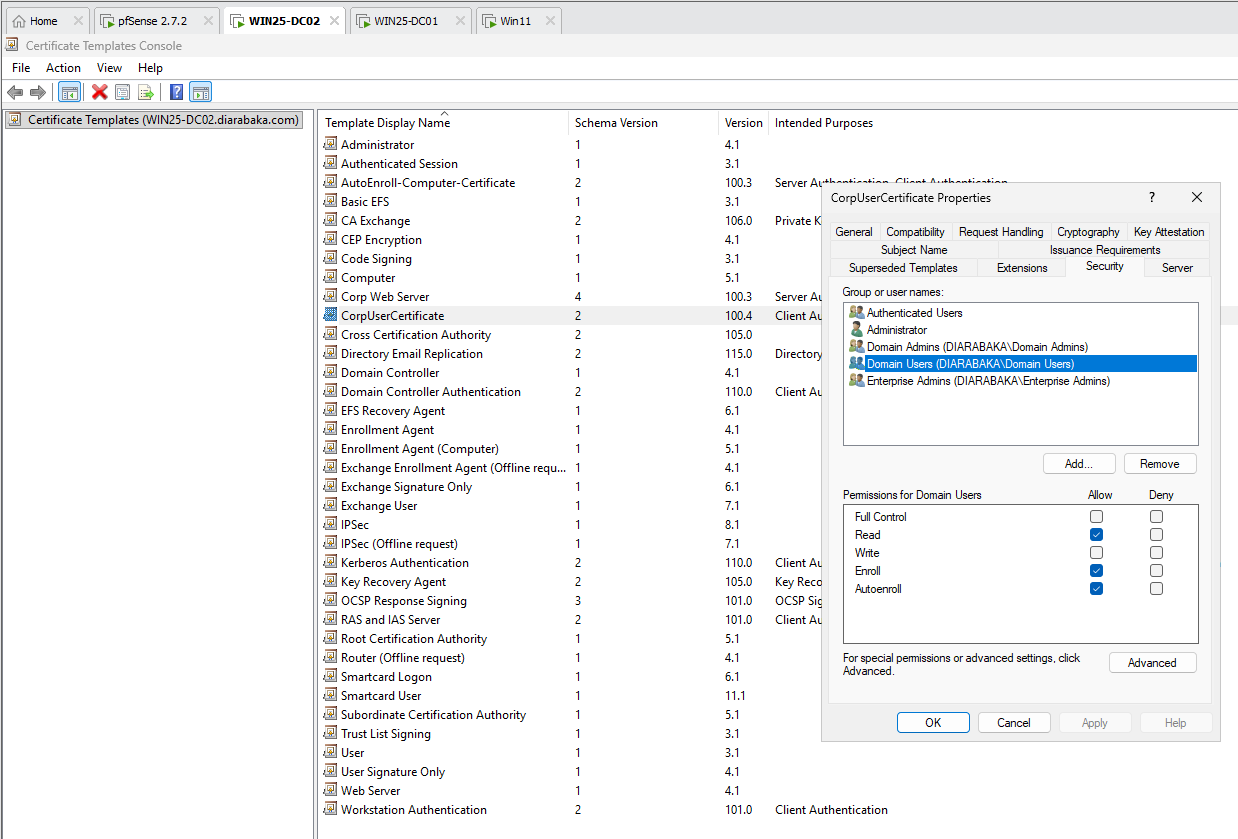 Home pfSense 2.7.2 WIN25-DC02 WIN25-DC01 Win11
Certificate Templates Console
File Action View Help
Certificate Templates (WIN25-DC02.diarabaka.com)
Template Display Name Schema Version Version Intended Purposes
Administrator 1 4.1
Authenticated Session 1 3.1
AutoEnroll-Computer-Certificate 2 100.3 Server Authentication, Client Authentication
Basic EFS 1 3.1
CA Exchange 2 106.0 Private K
CEP Encryption 1 4.1
Code Signing 1 3.1
Computer 1 5.1
Corp Web Server 4 100.3 Server Au
CorpUserCertificate 2 100.4 Client Au
Cross Certification Authority 2 105.0
Directory Email Replication 2 115.0 Directory
Domain Controller 1 4.1
Domain Controller Authentication 2 110.0 Client Au
EFS Recovery Agent 1 6.1
Enrollment Agent 1 4.1
Enrollment Agent (Computer) 1 5.1
Exchange Enrollment Agent (Offline requ... 1 4.1
Exchange Signature Only 1 6.1
Exchange User 1 7.1
IPSec 1 8.1
IPSec (Offline request) 1 7.1
Kerberos Authentication 2 110.0 Client Au
Key Recovery Agent 2 105.0 Key Reco
OCSP Response Signing 3 101.0 OCSP Sig
RAS and IAS Server 2 101.0 Client Au
Root Certification Authority 1 5.1
Router (Offline request) 1 4.1
Smartcard Logon 1 6.1
Smartcard User 1 11.1
Subordinate Certification Authority 1 5.1
Trust List Signing 1 3.1
User 1 3.1
User Signature Only 1 4.1
Web Server 1 4.1
Workstation Authentication 2 101.0 Client Authentication
CorpUserCertificate Properties ?
General Compatibility Request Handling Cryptography Key Attestation
Subject Name Issuance Requirements
Superseded Templates Extensions Security Server
Group or user names:
Authenticated Users
Administrator
Domain Admins (DIARABAKA\Domain Admins)
Domain Users (DIARABAKA\Domain Users)
Enterprise Admins (DIARABAKA\Enterprise Admins)
Add... Remove
Permissions for Domain Users Allow Deny
Full Control
Read
Write
Enroll
Autoenroll
For special permissions or advanced settings, click
Advanced.
Advanced
OK Cancel Apply Help